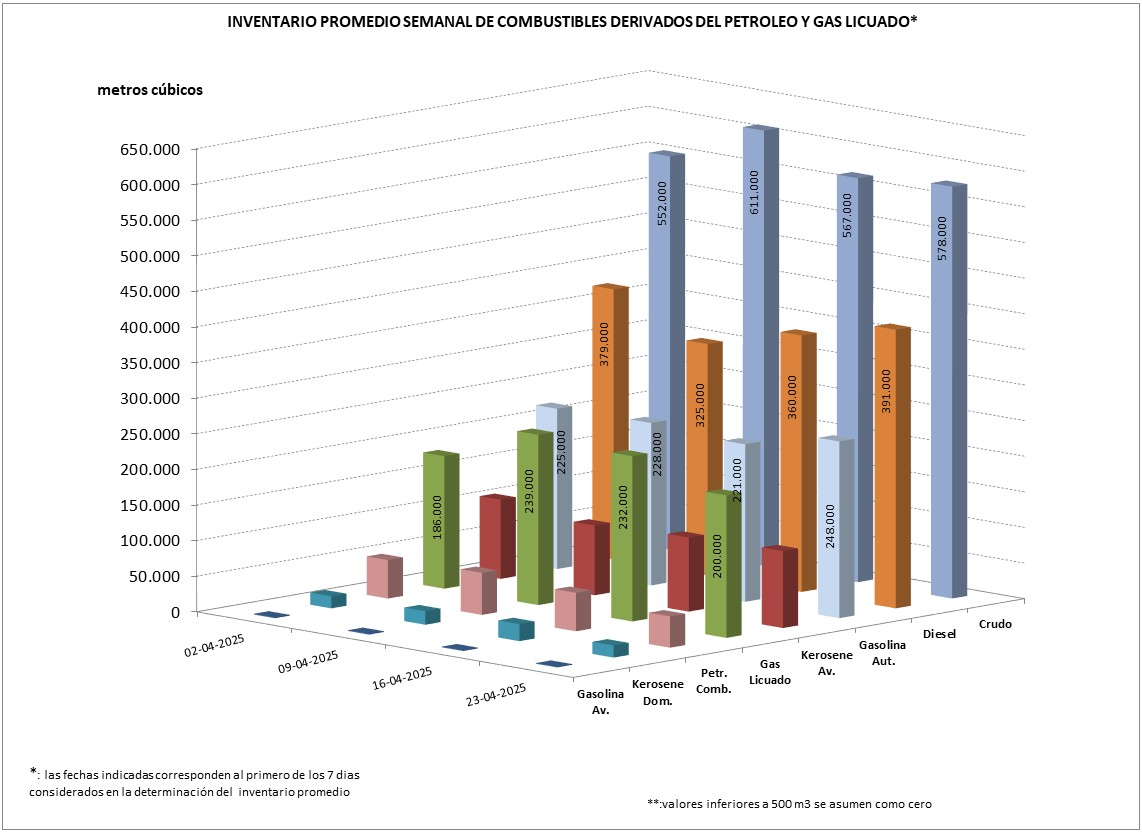 INVENTARIO PROMEDIO SEMANAL DE COMBUSTIBLES DERIVADOS DEL PETROLEO Y GAS LICUADO*
metros cúbicos
650.000
600.000
550.000
500.000
450.000
400.000
350.000
300.000
250.000
200.000
150.000
100.000
50.000
0
552.000
611.000
567.000
578.000
379.000
325.000
360.000
391.000
225.000
228.000
221.000
248.000
186.000
239.000
232.000
200.000
02-04-2025
09-04-2025
16-04-2025
23-04-2025
Gasolina
Av.
Kerosene
Dom.
Petr.
Comb.
Gas
Licuado
Kerosene
Av.
Gasolina
Aut.
Diesel
Crudo
*: las fechas indicadas corresponden al primero de los 7 dias
considerados en la determinación del inventario promedio
**:valores inferiores a 500 m3 se asumen como cero